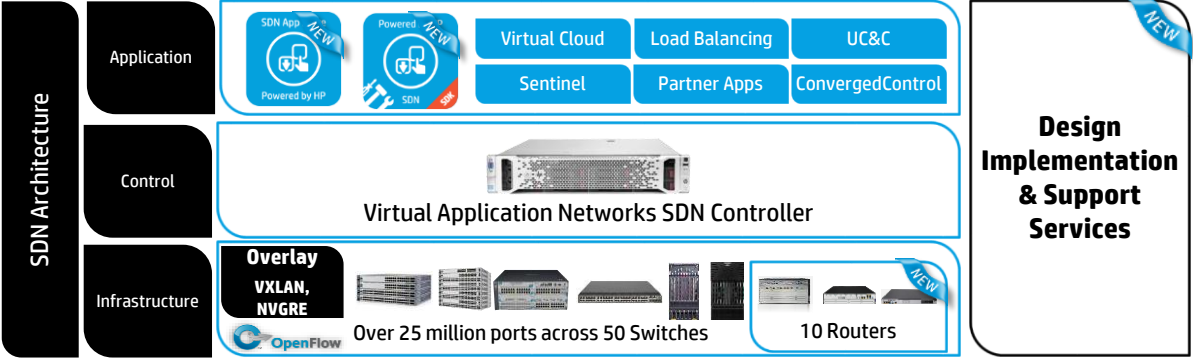 SDN Architecture
Application
SDN App
NEW
Powered by HP
Powered
NEW
SDN
SDK
Virtual Cloud
Load Balancing
UC&C
Sentinel
Partner Apps
ConvergedControl
Control
Virtual Application Networks SDN Controller
Infrastructure
Overlay
VXLAN,
NVGRE
OpenFlow
Over 25 million ports across 50 Switches
NEW
10 Routers
NEW
Design
Implementation
& Support
Services